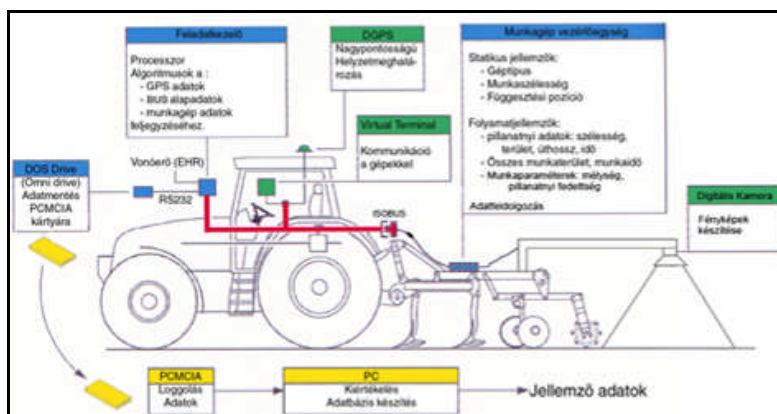 Feladatkezelő
Processzor
Algoritmusok a :
- GPS adatok
- BUS alapadatok
- munkagép adatok
feljegyzéséhez.
DGPS
Nagypontosságú
Helyzetmeghatá-
rozás
Munkagép vezérlőegység
Statikus jellemzők:
- Géptípus
- Munkaszélesség
- Függesztési pozíció
Folyamatjellemzők:
- pillanatnyi adatok: szélesség,
terület, úthossz, idő
- Összes munkaterület, munkaidő
- Munkaparaméterek: mélység,
pillanatnyi fedettség
Adatfeldolgozás
Virtual Terminal
Kommunikáció
a gépekkel
Vonóerő (EHR)
DOS Drive
(Omni drive)
Adatmentés
PCMCIA
kártyára
RS232
ISOBUS
Digitális Kamera
Fényképek
készítése
PCMCIA
Loggolás
Adatok
PC
Kiértékelés
Adatbázis készítés
Jellemző adatok